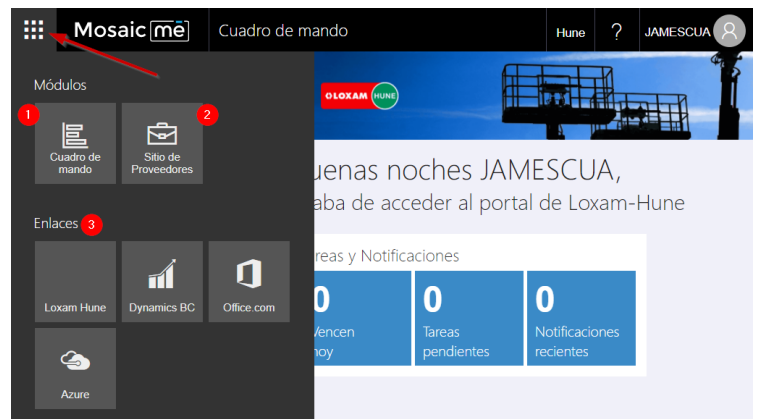 Mosaic mē Cuadro de mando Hune ? JAMESCUA
Módulos
1
Cuadro de
mando
2
Sitio de
Proveedores
Enlaces 3
Loxam Hune
Dynamics BC
Office.com
Azure
LOXAM HUNE
uenas noches JAMESCUA,
aba de acceder al portal de Loxam-Hune
reas y Notificaciones
0
Vencen
hoy
0
Tareas
pendientes
0
Notificaciones
recientes